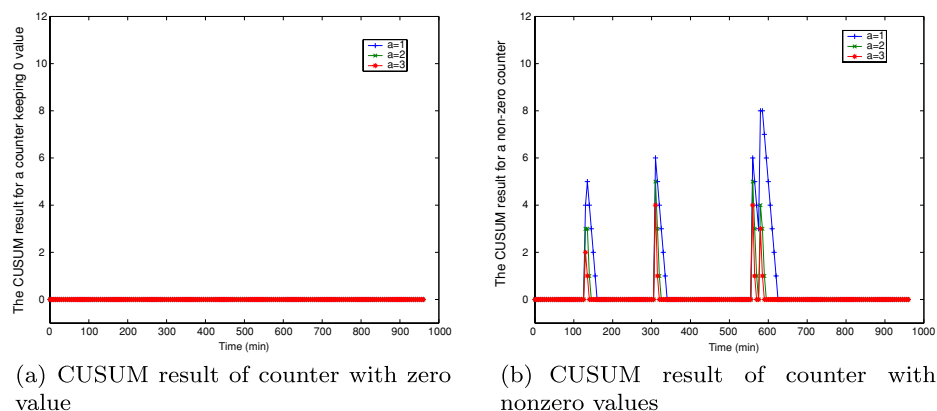 The CUSUM result for a counter keeping 0 value
12
10
8
6
4
2
0
a=1
a=2
a=3
0 100 200 300 400 500 600 700 800 900 1000
Time (min)
(a) CUSUM result of counter with zero
value
The CUSUM result for a non-zero counter
12
10
8
6
4
2
0
a=1
a=2
a=3
0 100 200 300 400 500 600 700 800 900 1000
Time (min)
(b) CUSUM result of counter with
nonzero values